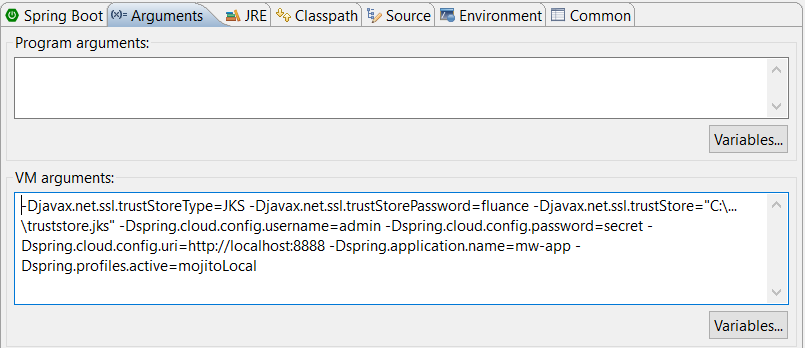 Spring Boot (x)= Arguments JRE Classpath Source Environment Common
Program arguments:
Variables...
VM arguments:
-Djavax.net.ssl.trustStoreType=JKS -Djavax.net.ssl.trustStorePassword=fluance -Djavax.net.ssl.trustStore="C:\...
\truststore.jks" -Dspring.cloud.config.username=admin -Dspring.cloud.config.password=secret -
Dspring.cloud.config.uri=http://localhost:8888 -Dspring.application.name=mw-app -
Dspring.profiles.active=mojitoLocal
Variables...